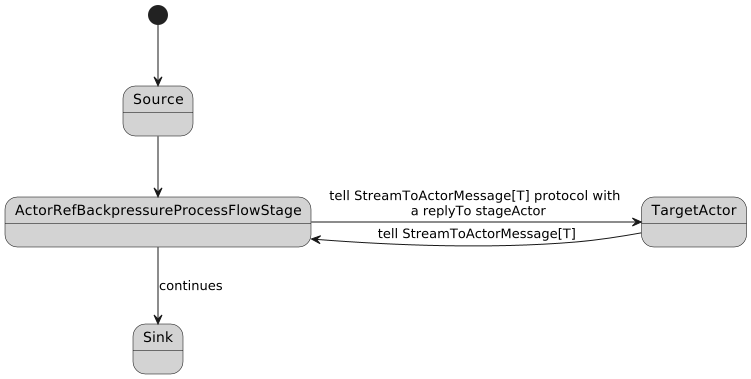 Source
tell StreamToActorMessage[T] protocol with
a replyTo stageActor
ActorRefBackpressureProcessFlowStage
TargetActor
tell StreamToActorMessage[T]
continues
Sink